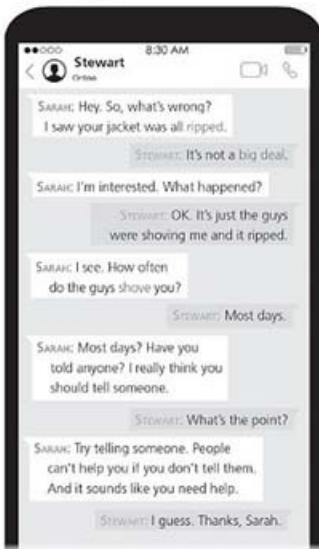 8:30 AM
Stewart
Online
SARAH: Hey. So, what's wrong?
I saw your jacket was all ripped.
STEWART: It's not a big deal.
SARAH: I'm interested. What happened?
STEWART: OK. It's just the guys
were shoving me and it ripped.
SARAH: I see. How often
do the guys shove you?
STEWART: Most days.
SARAH: Most days? Have you
told anyone? I really think you
should tell someone.
STEWART: What's the point?
SARAH: Try telling someone. People
can't help you if you don't tell them.
And it sounds like you need help.
STEWART: I guess. Thanks, Sarah.